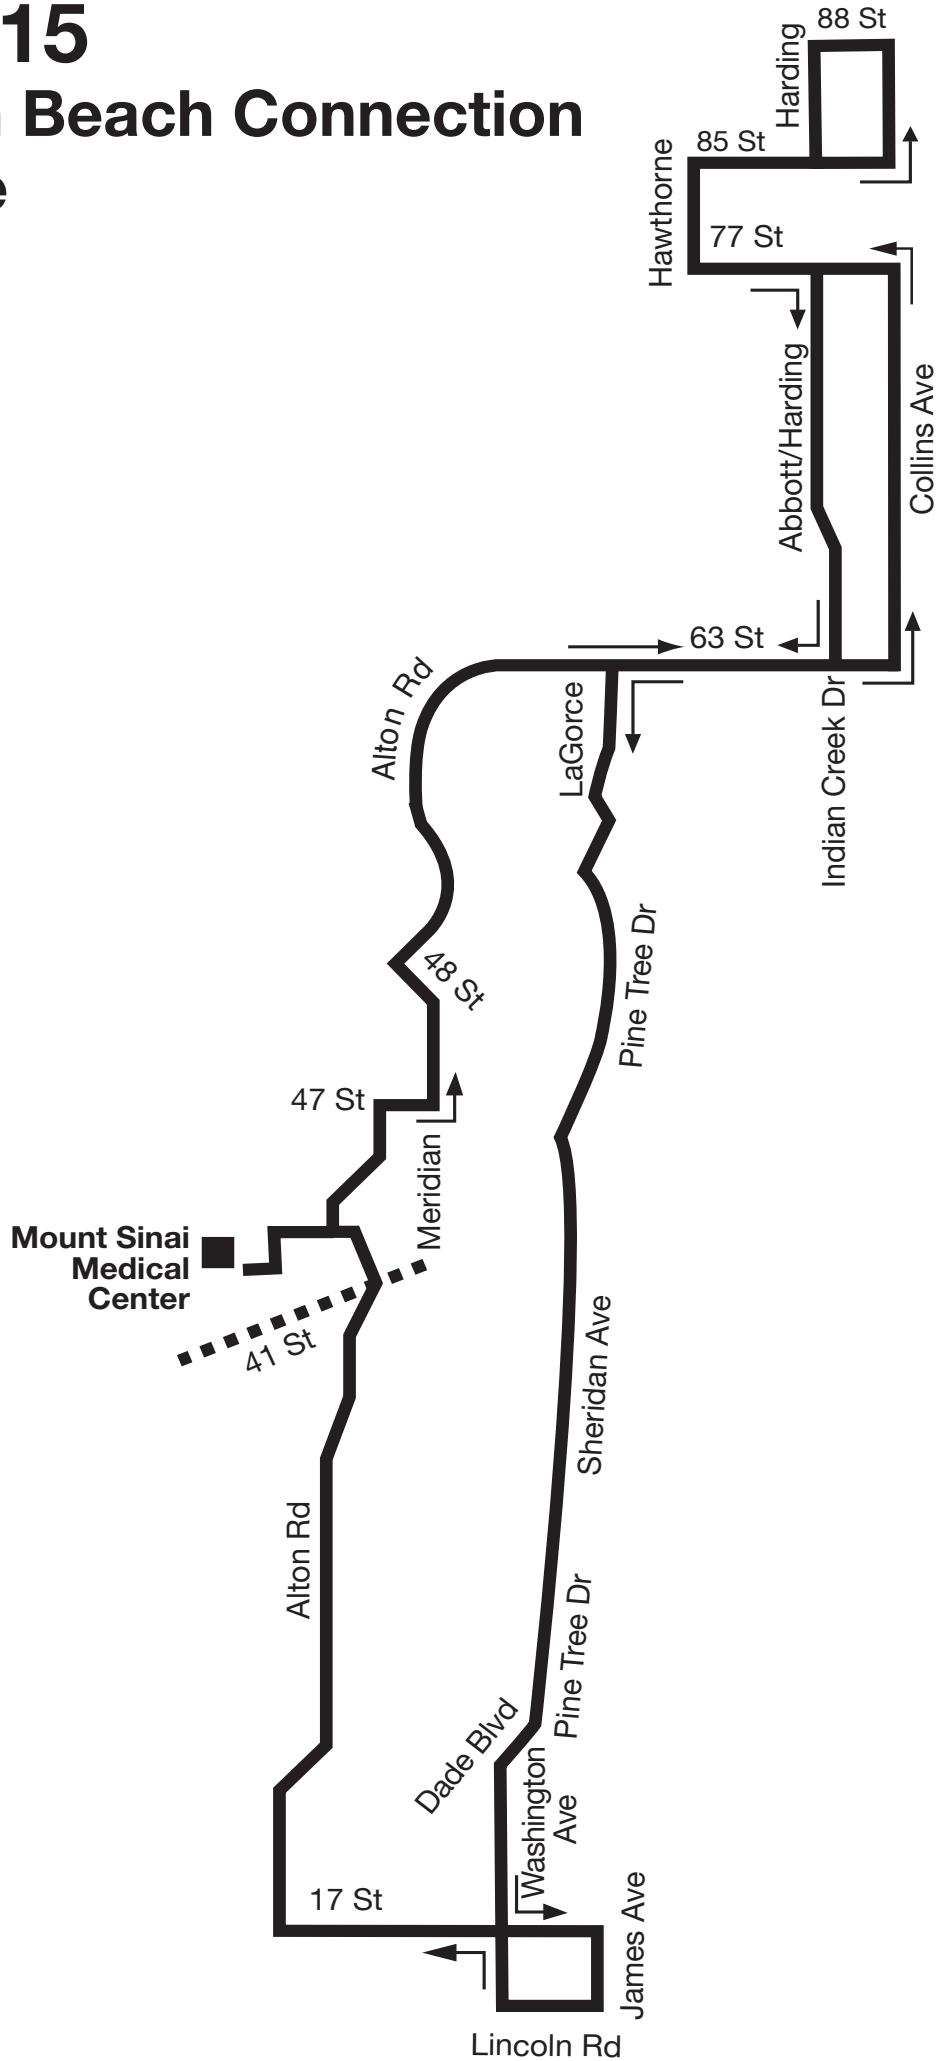 15
Beach Connection
88 St
Harding
85 St
Hawthorne
77 St
Abbott/Harding
Collins Ave
63 St
Alton Rd
LaGorce
Indian Creek Dr
48 St
Pine Tree Dr
47 St
Meridian
Mount Sinai
Medical
Center
41 St
Sheridan Ave
Alton Rd
Pine Tree Dr
Dade Blvd
Washington
Ave
17 St
James Ave
Lincoln Rd